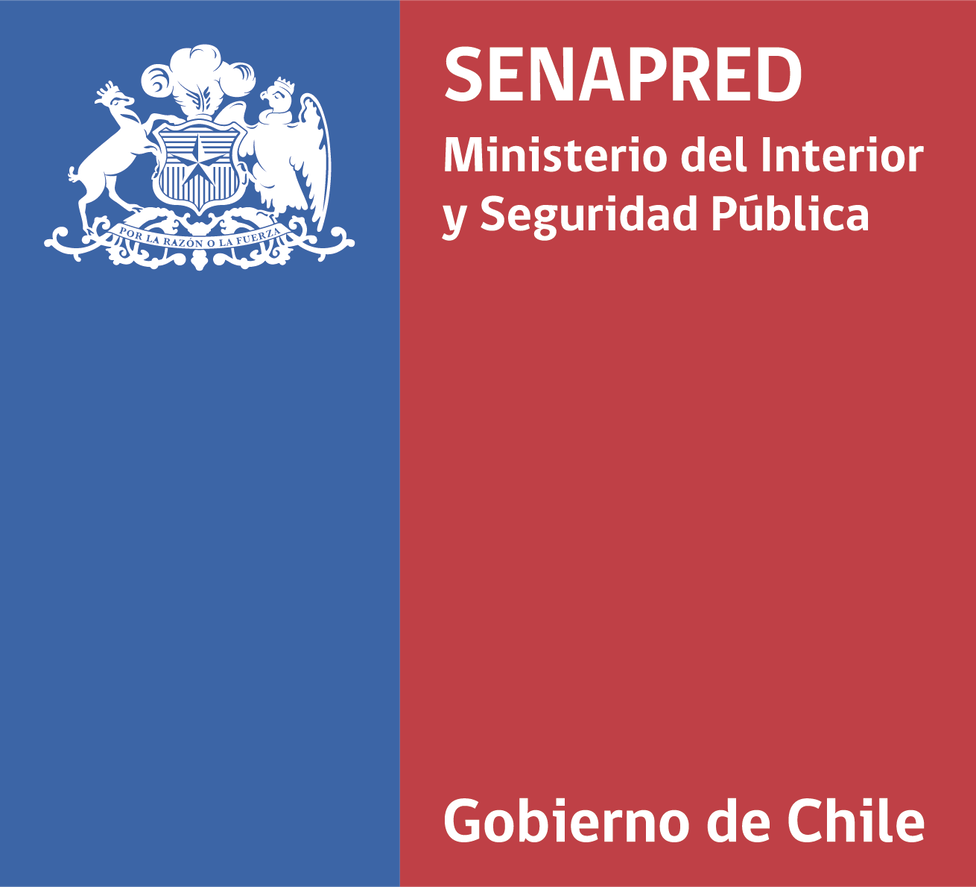 POR LA RAZÓN O LA FUERZA
SENAPRED
Ministerio del Interior
y Seguridad Pública
Gobierno de Chile